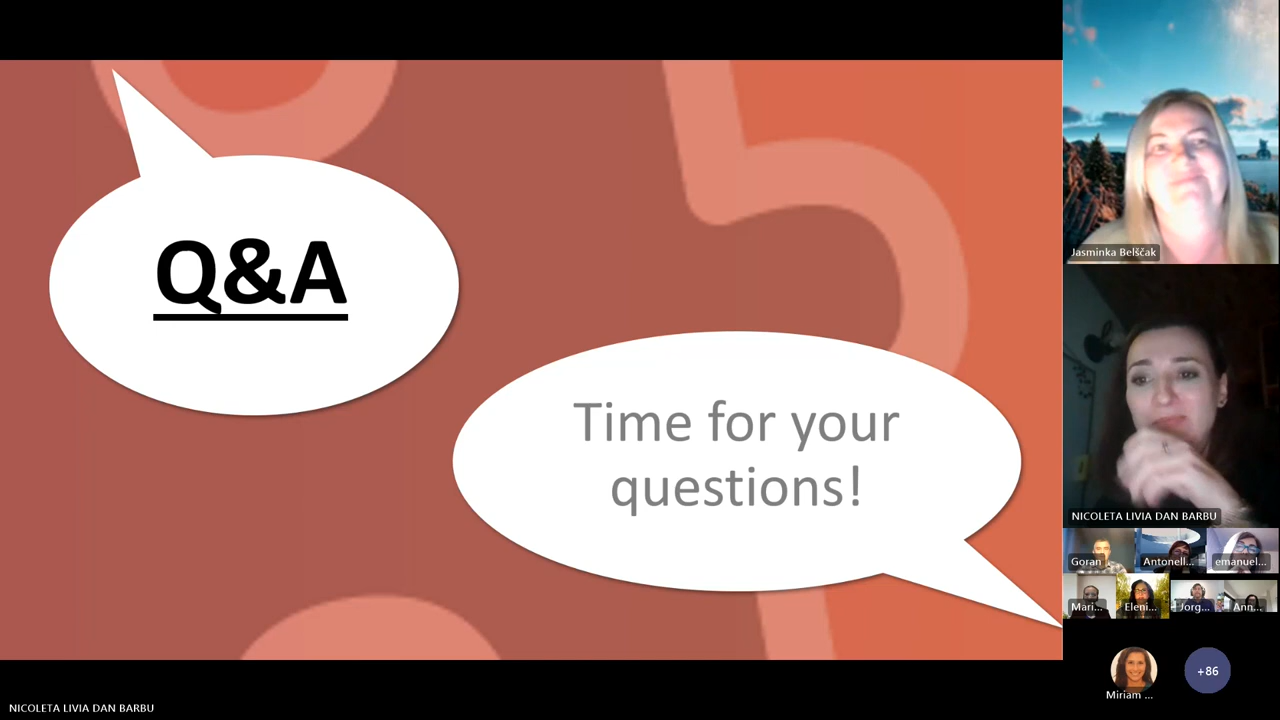 Q&A
Time for your
questions!
Jasminka Belščak
NICOLETA LIVIA DAN BARBU
Goran
Antonell...
emanuel...
Mari...
Eleni...
Jorg...
Ann...
Miriam ...
+86
NICOLETA LIVIA DAN BARBU